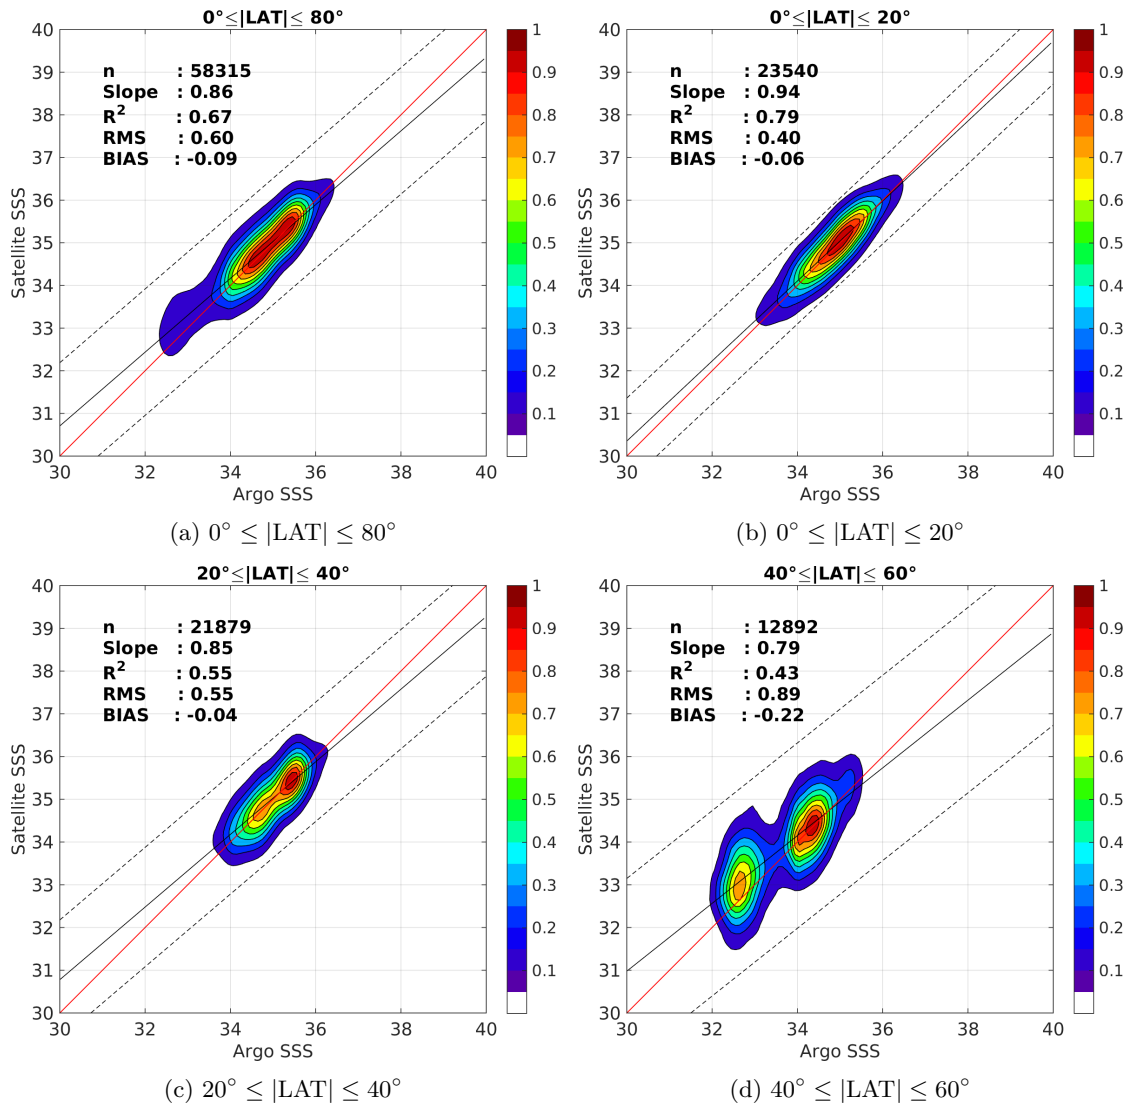 0°≤|LAT|≤ 80°
n : 58315
Slope : 0.86
R² : 0.67
RMS : 0.60
BIAS : -0.09
40
39
38
37
36
35
34
33
32
31
30
30 32 34 36 38 40
Satellite SSS
Argo SSS
1
0.9
0.8
0.7
0.6
0.5
0.4
0.3
0.2
0.1
(a) 0° ≤ |LAT| ≤ 80°
0°≤|LAT|≤ 20°
n : 23540
Slope : 0.94
R² : 0.79
RMS : 0.40
BIAS : -0.06
40
39
38
37
36
35
34
33
32
31
30
30 32 34 36 38 40
Satellite SSS
Argo SSS
1
0.9
0.8
0.7
0.6
0.5
0.4
0.3
0.2
0.1
(b) 0° ≤ |LAT| ≤ 20°
20°≤|LAT|≤ 40°
n : 21879
Slope : 0.85
R² : 0.55
RMS : 0.55
BIAS : -0.04
40
39
38
37
36
35
34
33
32
31
30
30 32 34 36 38 40
Satellite SSS
Argo SSS
1
0.9
0.8
0.7
0.6
0.5
0.4
0.3
0.2
0.1
(c) 20° ≤ |LAT| ≤ 40°
40°≤|LAT|≤ 60°
n : 12892
Slope : 0.79
R² : 0.43
RMS : 0.89
BIAS : -0.22
40
39
38
37
36
35
34
33
32
31
30
30 32 34 36 38 40
Satellite SSS
Argo SSS
1
0.9
0.8
0.7
0.6
0.5
0.4
0.3
0.2
0.1
(d) 40° ≤ |LAT| ≤ 60°